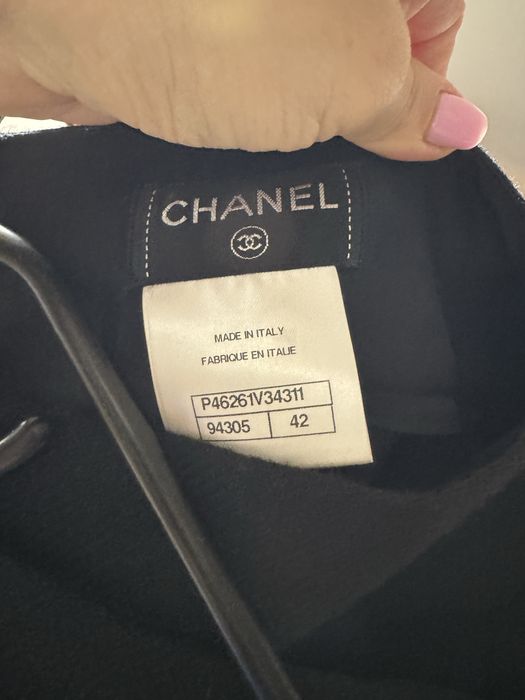 CHANEL
MADE IN ITALY
FABRIQUE EN ITALIE
P46261V34311
94305 42